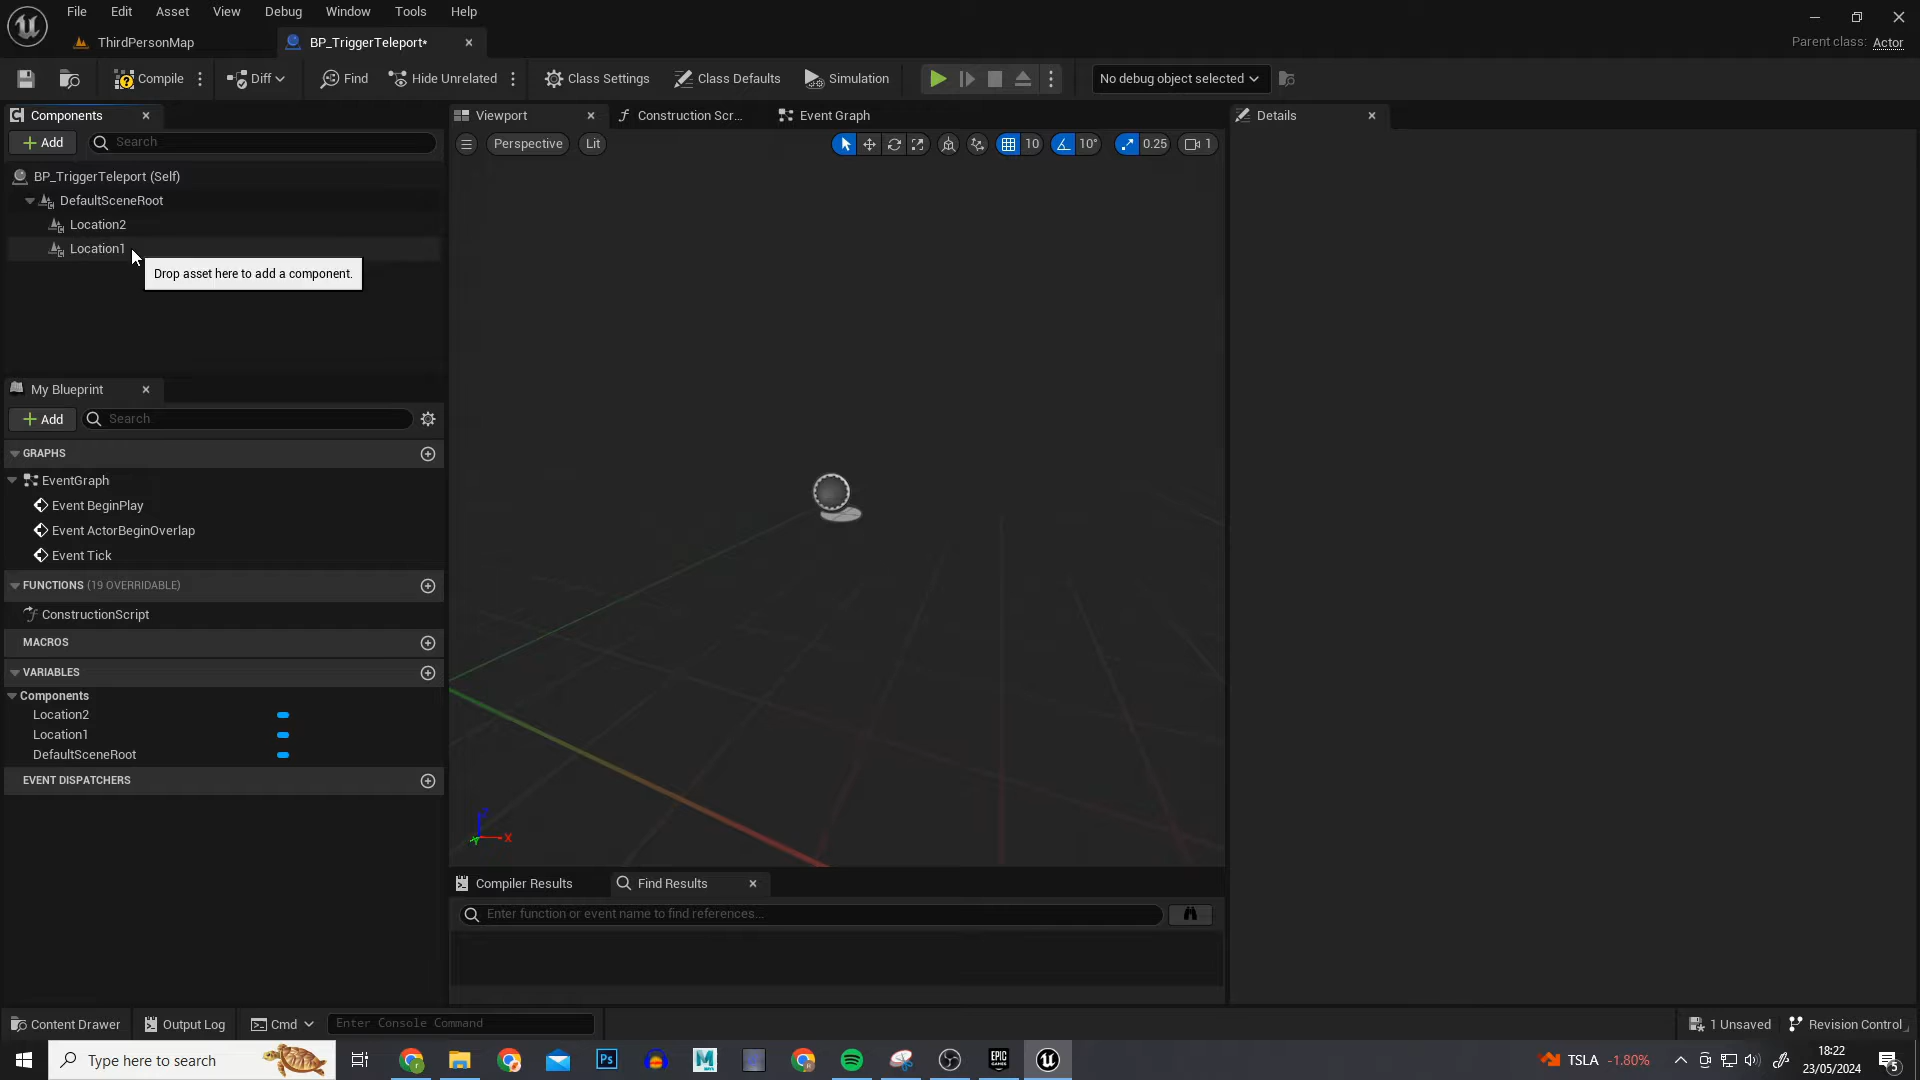 File Edit Asset View Debug Window Tools Help
ThirdPersonMap
BP_TriggerTeleport*
Parent class: Actor
Compile
Diff
Find
Hide Unrelated
Class Settings
Class Defaults
Simulation
No debug object selected
Components
Add
Search
BP_TriggerTeleport (Self)
DefaultSceneRoot
Location2
Location1
Drop asset here to add a component.
My Blueprint
Add
Search
GRAPHS
EventGraph
Event BeginPlay
Event ActorBeginOverlap
Event Tick
FUNCTIONS (19 OVERRIDABLE)
ConstructionScript
MACROS
VARIABLES
Components
Location2
Location1
DefaultSceneRoot
EVENT DISPATCHERS
Viewport
Construction Scr...
Event Graph
Perspective
Lit
10
10°
0.25
1
Z
X
Y
Compiler Results
Find Results
Enter function or event name to find references...
Details
Content Drawer
Output Log
Cmd
Enter Console Command
1 Unsaved
Revision Control
Type here to search
Ps
M
EPIC
GAMES
TSLA -1.80%
18:22
23/05/2024
5